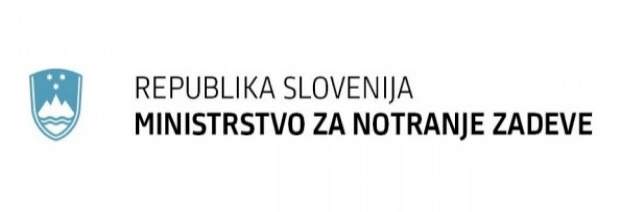 REPUBLIKA SLOVENIJA
MINISTRSTVO ZA NOTRANJE ZADEVE